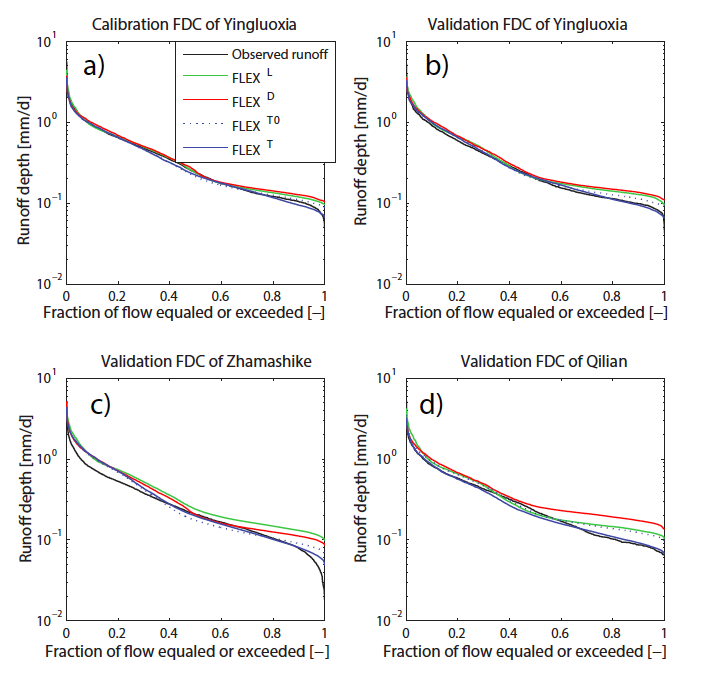 Calibration FDC of Yingluoxia
Validation FDC of Yingluoxia
10^1
10^0
10^-1
10^-2
Runoff depth [mm/d]
a)
Observed runoff
FLEX L
FLEX D
FLEX T0
FLEX T
0 0.2 0.4 0.6 0.8 1
Fraction of flow equaled or exceeded [−]
10^1
10^0
10^-1
10^-2
Runoff depth [mm/d]
b)
0 0.2 0.4 0.6 0.8 1
Fraction of flow equaled or exceeded [−]
Validation FDC of Zhamashike
Validation FDC of Qilian
10^1
10^0
10^-1
10^-2
Runoff depth [mm/d]
c)
0 0.2 0.4 0.6 0.8 1
Fraction of flow equaled or exceeded [−]
10^1
10^0
10^-1
10^-2
Runoff depth [mm/d]
d)
0 0.2 0.4 0.6 0.8 1
Fraction of flow equaled or exceeded [−]